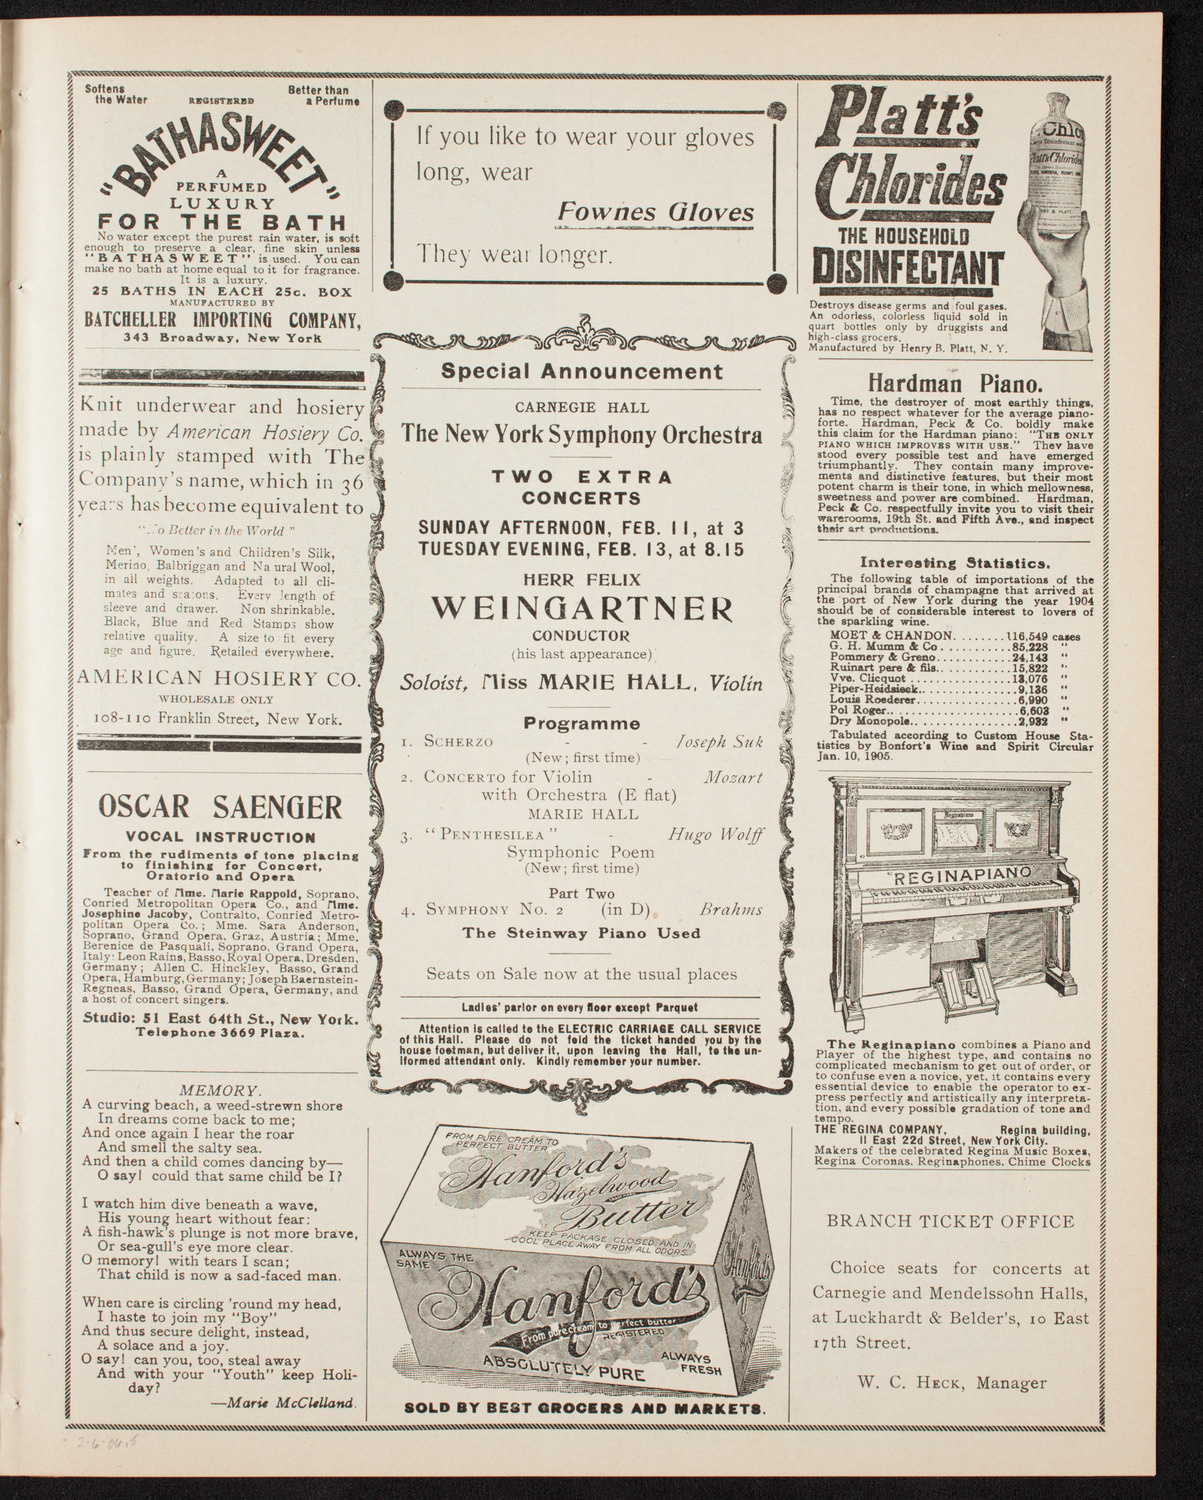 Softens
the Water
REGISTERED
Better than
a Perfume
"BATHASWEET"
A
PERFUMED
LUXURY
FOR THE BATH
No water except the purest rain water, is soft
enough to preserve a clear, fine skin unless
"BATHASWEET" is used. You can
make no bath at home equal to it for fragrance.
It is a luxury.
25 BATHS IN EACH 25c. BOX
MANUFACTURED BY
BATCHELLER IMPORTING COMPANY,
343 Broadway, New York
Knit underwear and hosiery
made by American Hosiery Co.
is plainly stamped with The
Company's name, which in 36
years has become equivalent to
"No Better in the World"
Men's, Women's and Children's Silk,
Merino, Balbriggan and Natural Wool,
in all weights. Adapted to all cli-
mates and seasons. Every length of
sleeve and drawer. Non shrinkable.
Black, Blue and Red Stamps show
relative quality. A size to fit every
age and figure. Retailed everywhere.
AMERICAN HOSIERY CO.
WHOLESALE ONLY
108-110 Franklin Street, New York.
OSCAR SAENGER
VOCAL INSTRUCTION
From the rudiments of tone placing
to finishing for Concert,
Oratorio and Opera
Teacher of Mme. Marie Rappold, Soprano,
Conried Metropolitan Opera Co., and Mme.
Josephine Jacoby, Contralto, Conried Metro-
politan Opera Co.; Mme. Sara Anderson,
Soprano, Grand Opera, Graz, Austria; Mme.
Berenice de Pasquali, Soprano, Grand Opera,
Italy: Leon Rains, Basso, Royal Opera, Dresden,
Germany; Allen C. Hinckley, Basso, Grand
Opera, Hamburg, Germany; Joseph Baernstein-
Regneas, Basso, Grand Opera, Germany, and
a host of concert singers.
Studio: 51 East 64th St., New York.
Telephone 3669 Plaza.
MEMORY.
A curving beach, a weed-strewn shore
In dreams come back to me;
And once again I hear the roar
And smell the salty sea.
And then a child comes dancing by—
O say! could that same child be I?
I watch him dive beneath a wave,
His young heart without fear:
A fish-hawk's plunge is not more brave,
Or sea-gull's eye more clear.
O memory! with tears I scan;
That child is now a sad-faced man.
When care is circling 'round my head,
I haste to join my "Boy"
And thus secure delight, instead,
A solace and a joy.
O say! can you, too, steal away
And with your "Youth" keep Holi-
day?
—Marie McClelland.
If you like to wear your gloves
long, wear
Fownes Gloves
They wear longer.
Special Announcement
CARNEGIE HALL
The New York Symphony Orchestra
TWO EXTRA
CONCERTS
SUNDAY AFTERNOON, FEB. 11, at 3
TUESDAY EVENING, FEB. 13, at 8.15
HERR FELIX
WEINGARTNER
CONDUCTOR
(his last appearance)
Soloist, Miss MARIE HALL, Violin
Programme
1. SCHERZO - - Joseph Suk
(New; first time)
2. CONCERTO for Violin - Mozart
with Orchestra (E flat)
MARIE HALL
3. "PENTHESILEA" - Hugo Wolff
Symphonic Poem
(New; first time)
Part Two
4. SYMPHONY No. 2 (in D) Brahms
The Steinway Piano Used
Seats on Sale now at the usual places
Ladies' parlor on every floor except Parquet
Attention is called to the ELECTRIC CARRIAGE CALL SERVICE
of this Hall. Please do not fold the ticket handed you by the
house footman, but deliver it, upon leaving the Hall, to the un-
iformed attendant only. Kindly remember your number.
FROM PURE CREAM TO
PERFECT BUTTER
Hanford's
Hazelwood
Butter
KEEP PACKAGE CLOSED AND IN
COOL PLACE AWAY FROM ALL ODORS.
ALWAYS THE
SAME
Hanford's
Hanford's
From pure cream to perfect butter
REGISTERED
ABSOLUTELY PURE
ALWAYS
FRESH
SOLD BY BEST GROCERS AND MARKETS.
Platt's
Chlorides
THE HOUSEHOLD
DISINFECTANT
Chlo
Platt's Chlorides
Destroys disease germs and foul gases.
An odorless, colorless liquid sold in
quart bottles only by druggists and
high-class grocers.
Manufactured by Henry B. Platt, N. Y.
Hardman Piano.
Time, the destroyer of most earthly things,
has no respect whatever for the average piano-
forte. Hardman, Peck & Co. boldly make
this claim for the Hardman piano: "THE ONLY
PIANO WHICH IMPROVES WITH USE." They have
stood every possible test and have emerged
triumphantly. They contain many improve-
ments and distinctive features, but their most
potent charm is their tone, in which mellowness,
sweetness and power are combined. Hardman,
Peck & Co. respectfully invite you to visit their
warerooms, 19th St. and Fifth Ave., and inspect
their art productions.
Interesting Statistics.
The following table of importations of the
principal brands of champagne that arrived at
the port of New York during the year 1904
should be of considerable interest to lovers of
the sparkling wine.
MOET & CHANDON........116,549 cases
G. H. Mumm & Co...........85,228 "
Pommery & Greno...........24,143 "
Ruinart pere & fils...........15,822 "
Vve. Clicquot................13,076 "
Piper-Heidsieck...............9,136 "
Louis Roederer................6,990 "
Pol Roger.....................6,603 "
Dry Monopole.................2,932 "
Tabulated according to Custom House Sta-
tistics by Bonfort's Wine and Spirit Circular
Jan. 10, 1905.
Reginapiano
REGINAPIANO
The Reginapiano combines a Piano and
Player of the highest type, and contains no
complicated mechanism to get out of order, or
to confuse even a novice, yet, it contains every
essential device to enable the operator to ex-
press perfectly and artistically any interpreta-
tion, and every possible gradation of tone and
tempo.
THE REGINA COMPANY, Regina building,
11 East 22d Street, New York City.
Makers of the celebrated Regina Music Boxes,
Regina Coronas, Reginaphones, Chime Clocks
BRANCH TICKET OFFICE
Choice seats for concerts at
Carnegie and Mendelssohn Halls,
at Luckhardt & Belder's, 10 East
17th Street.
W. C. HECK, Manager